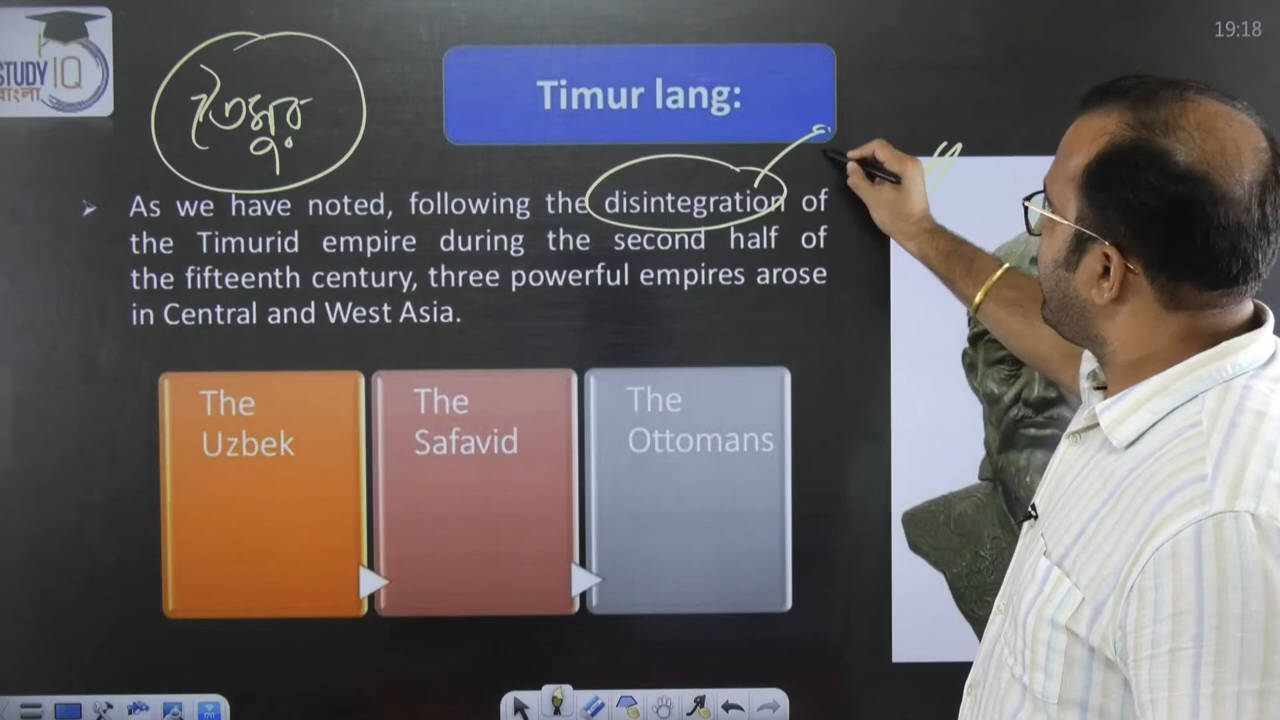 19:18
STUDY IQ
বাংলা
তৈমুর
Timur lang:
As we have noted, following the disintegration of
the Timurid empire during the second half of
the fifteenth century, three powerful empires arose
in Central and West Asia.
The
Uzbek
The
Safavid
The
Ottomans